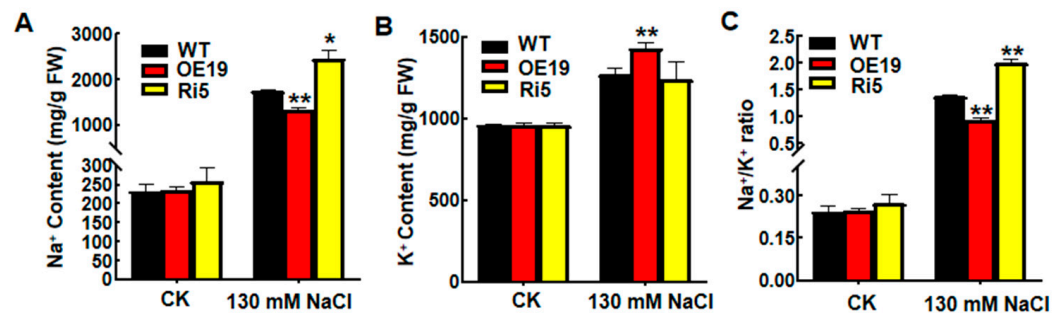 A
Na⁺ Content (mg/g FW)
3000
2000
1000
300
250
200
150
100
50
0
WT
OE19
Ri5
**
*
CK
130 mM NaCl
B
K⁺ Content (mg/g FW)
1500
1000
500
0
WT
OE19
Ri5
**
CK
130 mM NaCl
C
Na⁺/K⁺ ratio
2.5
2.0
1.5
1.0
0.5
0.30
0.15
0.00
WT
OE19
Ri5
**
**
CK
130 mM NaCl